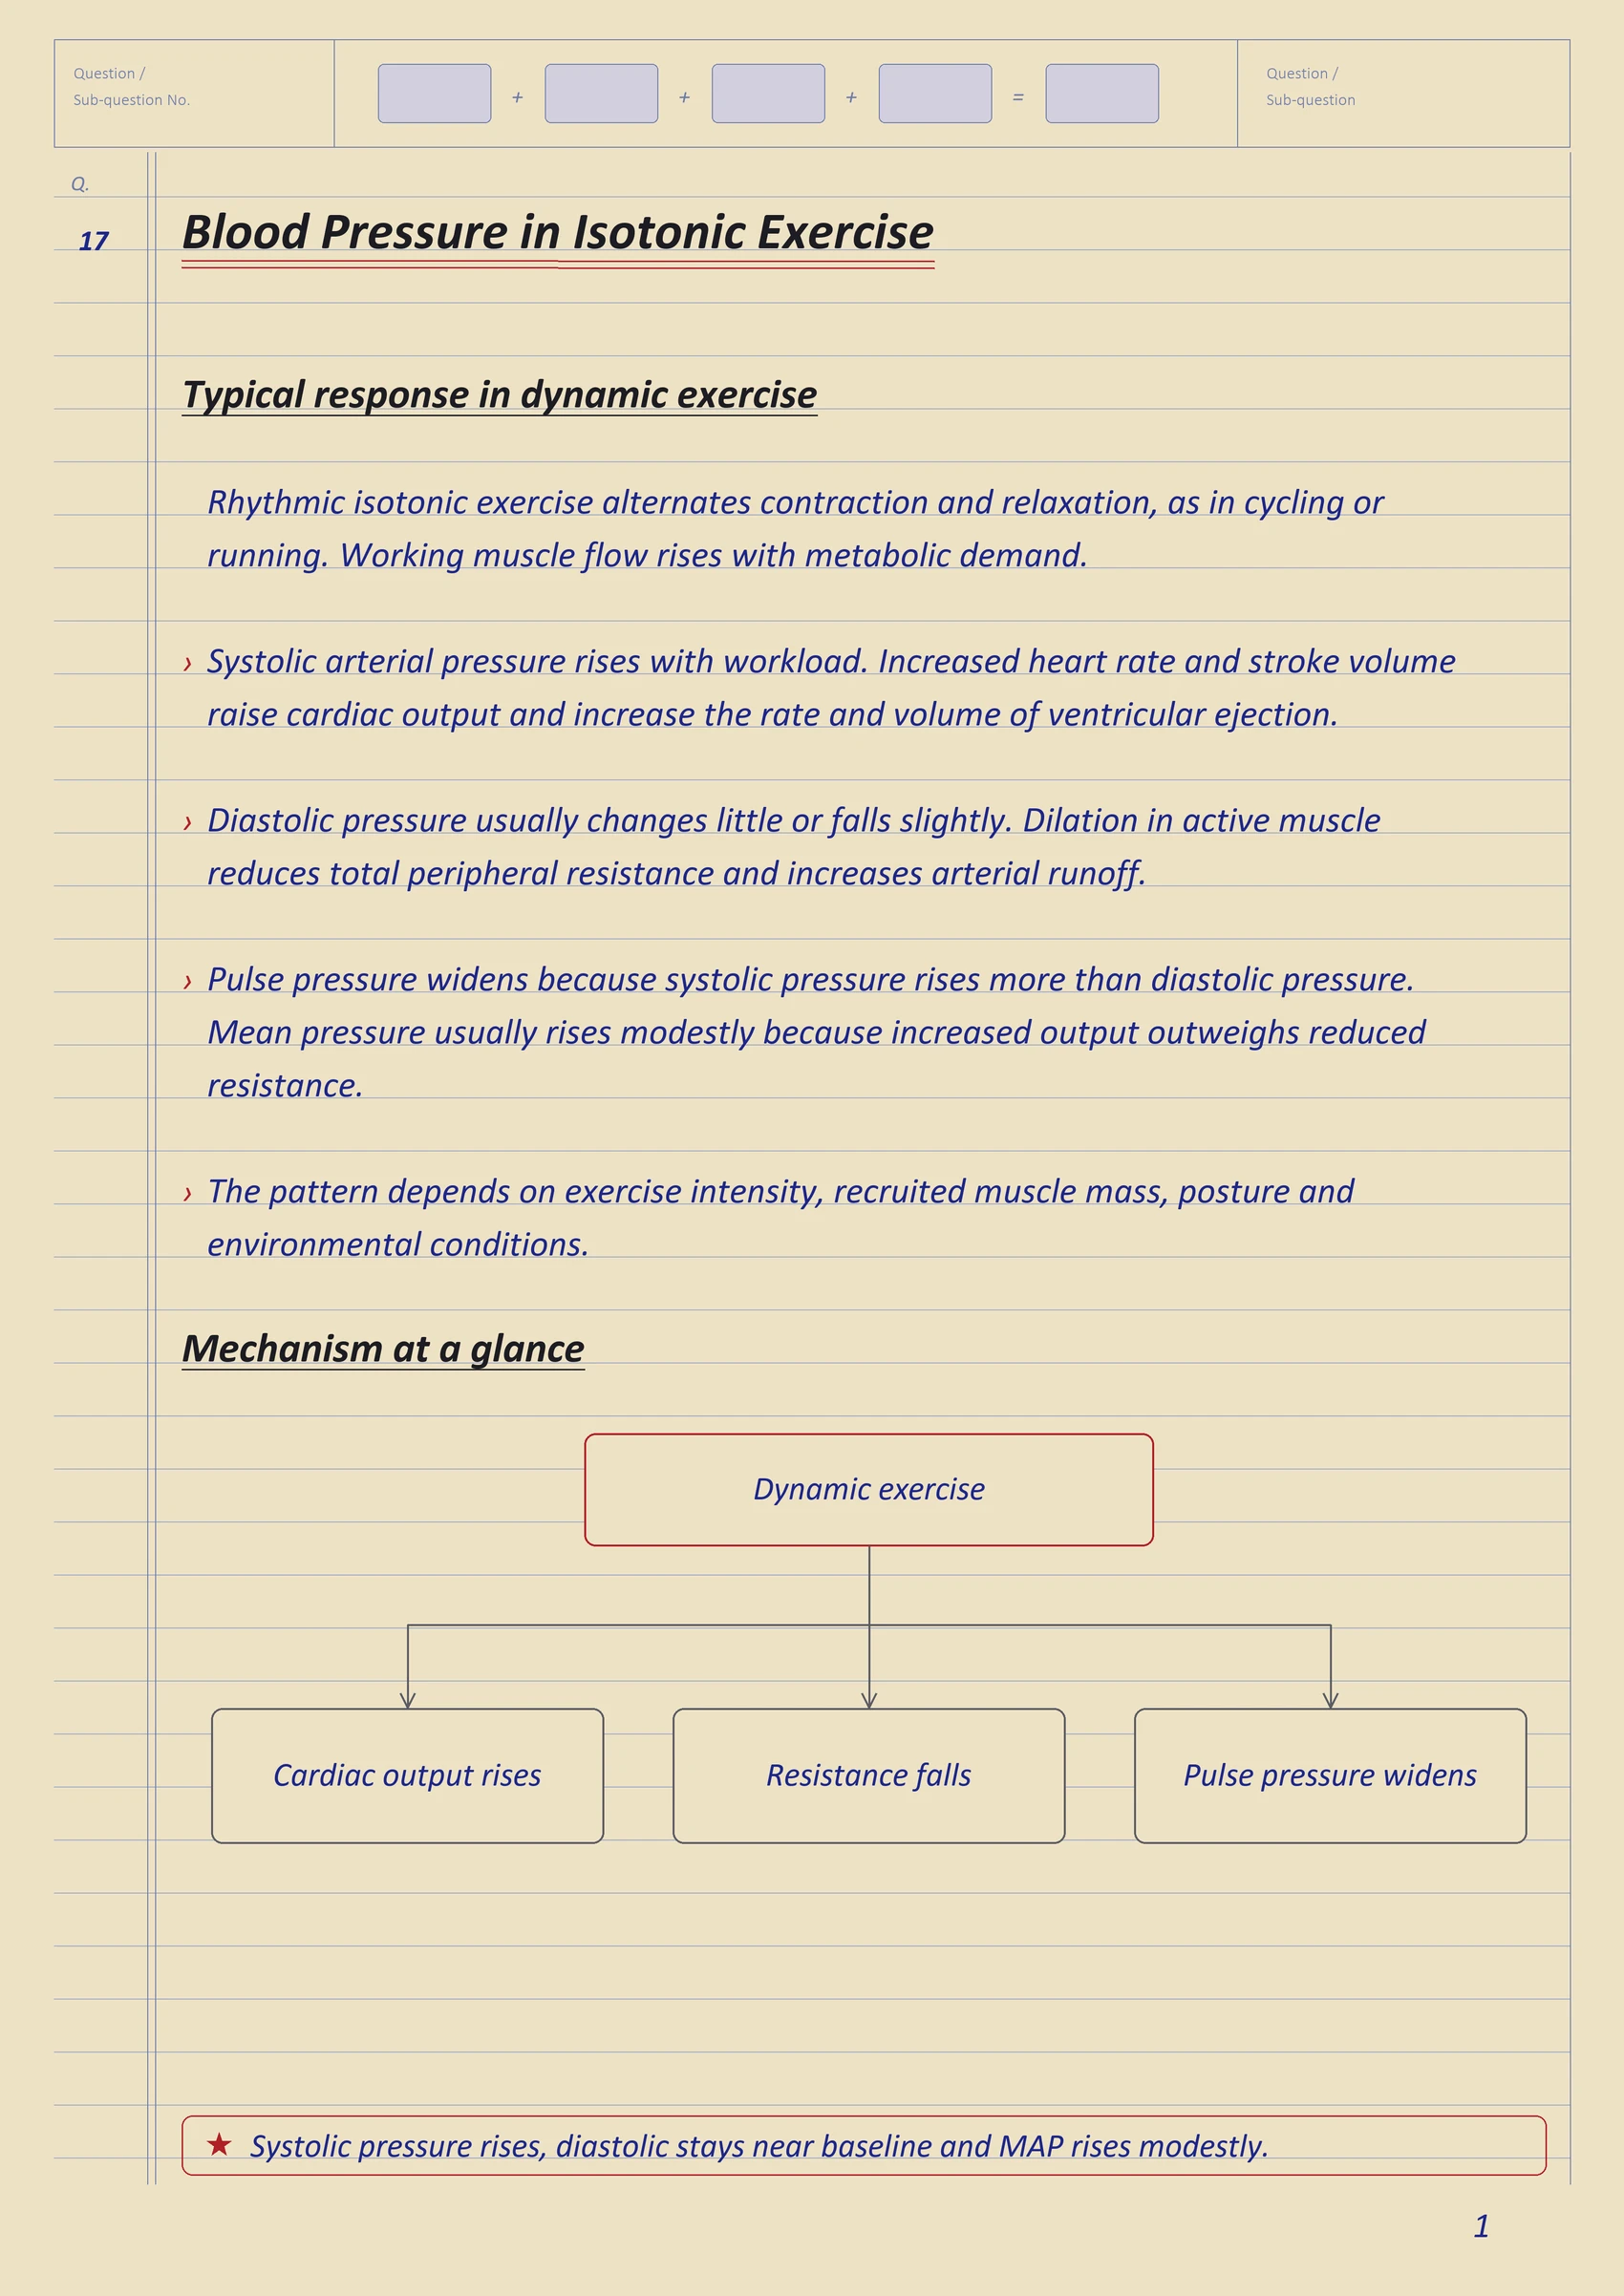 Question /
Sub-question No.
+ + + =
Question /
Sub-question
Q.
17
Blood Pressure in Isotonic Exercise
Typical response in dynamic exercise
Rhythmic isotonic exercise alternates contraction and relaxation, as in cycling or
running. Working muscle flow rises with metabolic demand.
› Systolic arterial pressure rises with workload. Increased heart rate and stroke volume
raise cardiac output and increase the rate and volume of ventricular ejection.
› Diastolic pressure usually changes little or falls slightly. Dilation in active muscle
reduces total peripheral resistance and increases arterial runoff.
› Pulse pressure widens because systolic pressure rises more than diastolic pressure.
Mean pressure usually rises modestly because increased output outweighs reduced
resistance.
› The pattern depends on exercise intensity, recruited muscle mass, posture and
environmental conditions.
Mechanism at a glance
Dynamic exercise
Cardiac output rises
Resistance falls
Pulse pressure widens
★ Systolic pressure rises, diastolic stays near baseline and MAP rises modestly.
1